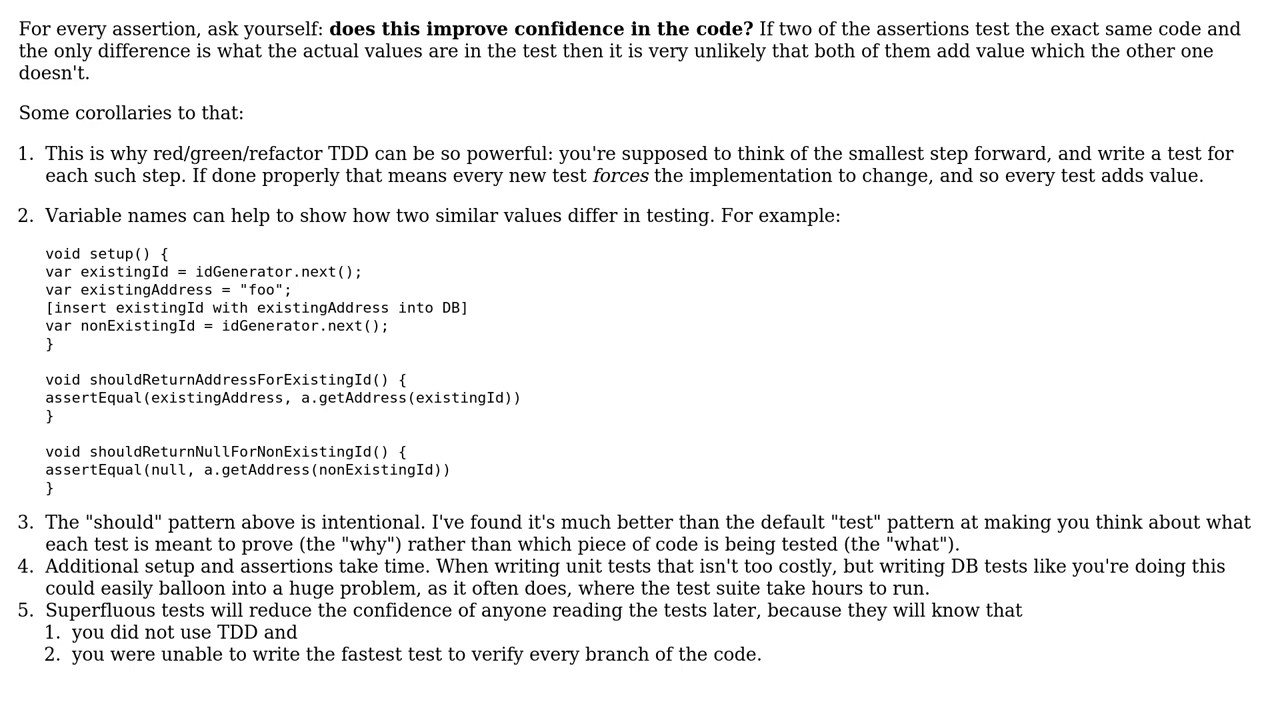 For every assertion, ask yourself: does this improve confidence in the code? If two of the assertions test the exact same code and
the only difference is what the actual values are in the test then it is very unlikely that both of them add value which the other one
doesn't.
Some corollaries to that:
1. This is why red/green/refactor TDD can be so powerful: you're supposed to think of the smallest step forward, and write a test for
each such step. If done properly that means every new test forces the implementation to change, and so every test adds value.
2. Variable names can help to show how two similar values differ in testing. For example:
void setup() {
var existingId = idGenerator.next();
var existingAddress = "foo";
[insert existingId with existingAddress into DB]
var nonExistingId = idGenerator.next();
}
void shouldReturnAddressForExistingId() {
assertEqual(existingAddress, a.getAddress(existingId))
}
void shouldReturnNullForNonExistingId() {
assertEqual(null, a.getAddress(nonExistingId))
}
3. The "should" pattern above is intentional. I've found it's much better than the default "test" pattern at making you think about what
each test is meant to prove (the "why") rather than which piece of code is being tested (the "what").
4. Additional setup and assertions take time. When writing unit tests that isn't too costly, but writing DB tests like you're doing this
could easily balloon into a huge problem, as it often does, where the test suite take hours to run.
5. Superfluous tests will reduce the confidence of anyone reading the tests later, because they will know that
1. you did not use TDD and
2. you were unable to write the fastest test to verify every branch of the code.